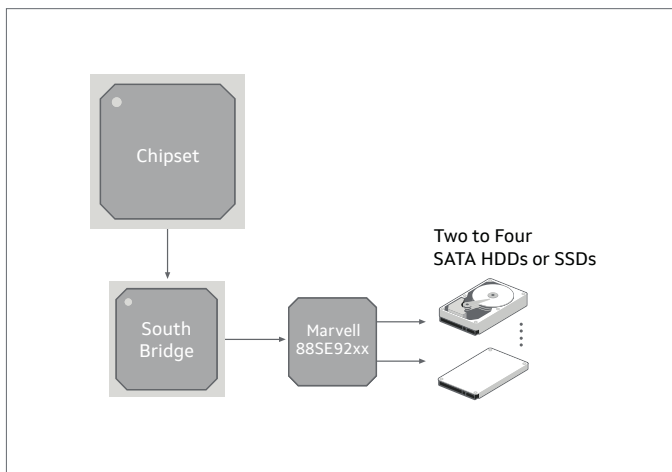 Chipset
Two to Four
SATA HDDs or SSDs
South
Bridge
Marvell
88SE92xx